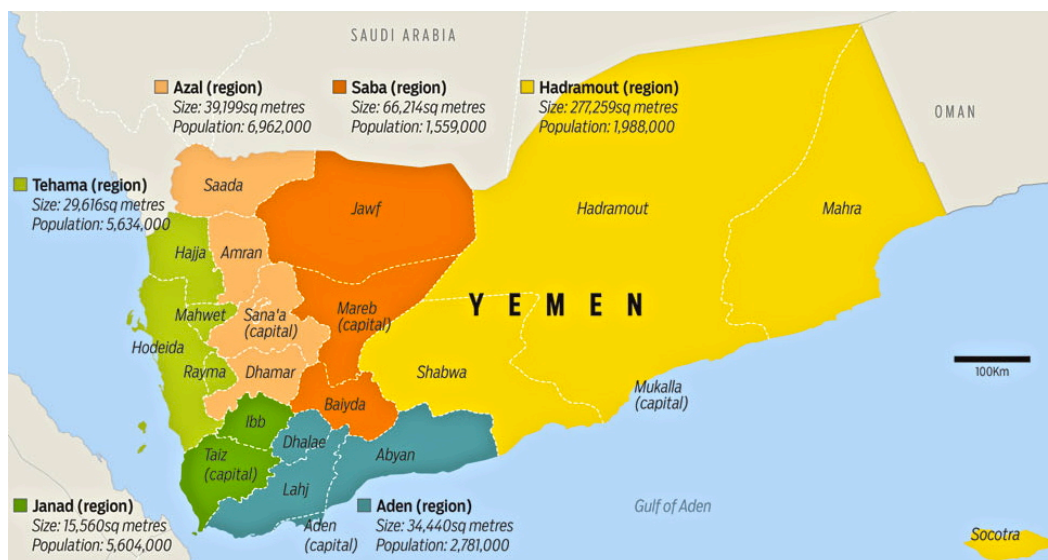 SAUDI ARABIA
Azal (region)
Size: 39,199sq metres
Population: 6,962,000
Saba (region)
Size: 66,214sq metres
Population: 1,559,000
Hadramout (region)
Size: 277,259sq metres
Population: 1,988,000
OMAN
Tehama (region)
Size: 29,616sq metres
Population: 5,634,000
Saada
Jawf
Hadramout
Mahra
Hajja
Amran
Mahwet
Sana'a
(capital)
Mareb
(capital)
YEMEN
Hodeida
Rayma
Dhamar
Shabwa
100Km
Mukalla
(capital)
Baiyda
Ibb
Dhalae
Abyan
Taiz
(capital)
Lahj
Janad (region)
Size: 15,560sq metres
Population: 5,604,000
Aden
(capital)
Aden (region)
Size: 34,440sq metres
Population: 2,781,000
Gulf of Aden
Socotra